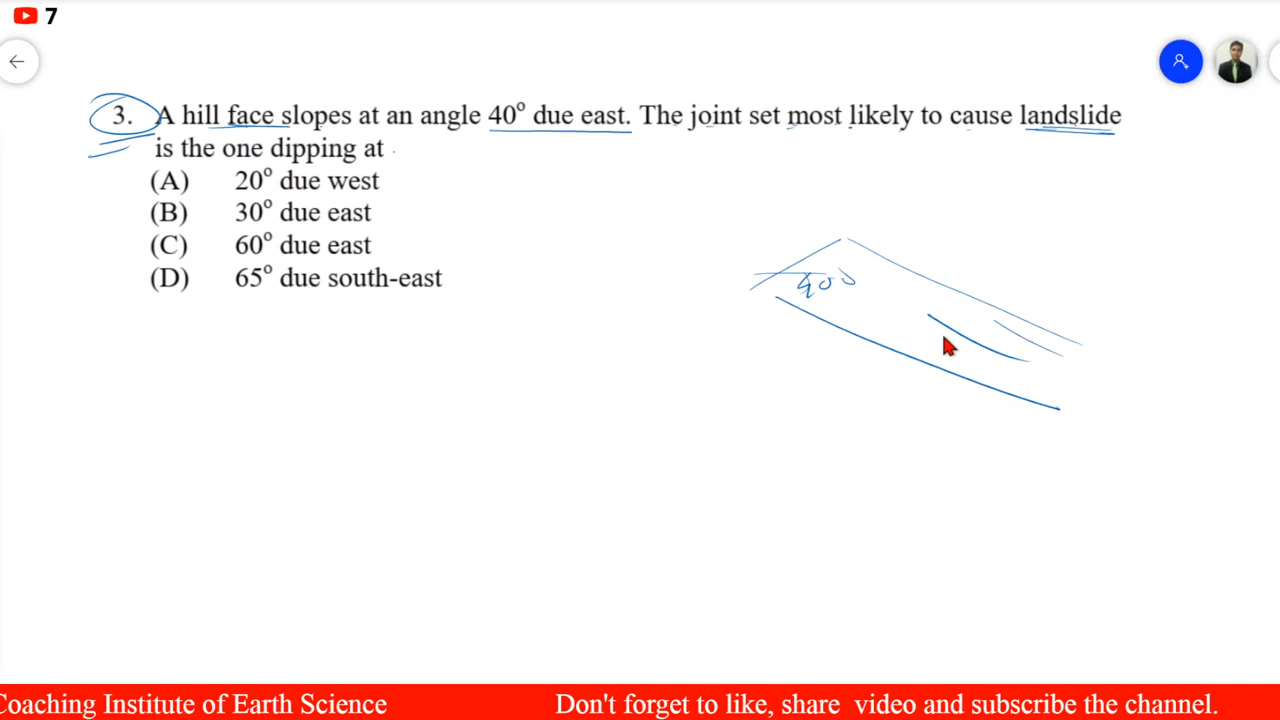 7
3. A hill face slopes at an angle 40° due east. The joint set most likely to cause landslide
is the one dipping at
(A) 20° due west
(B) 30° due east
(C) 60° due east
(D) 65° due south-east
400
Coaching Institute of Earth Science Don't forget to like, share video and subscribe the channel.